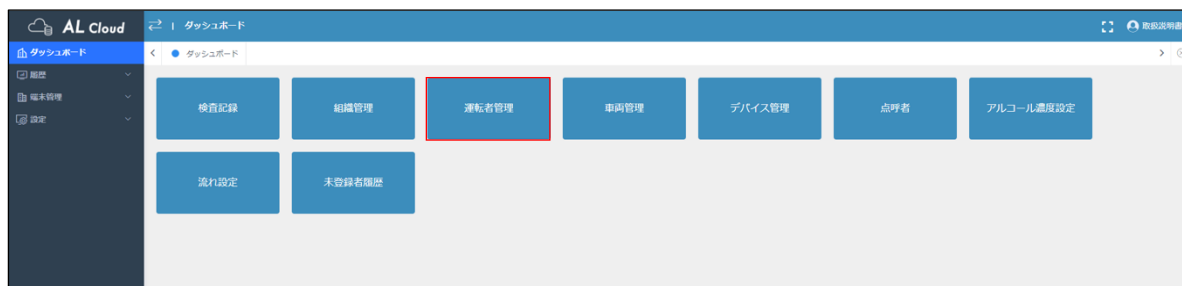 AL Cloud
ダッシュボード
取扱説明書
ダッシュボード
ダッシュボード
履歴
端末管理
設定
検査記録
組織管理
運転者管理
車両管理
デバイス管理
点呼者
アルコール濃度設定
流れ設定
未登録者履歴